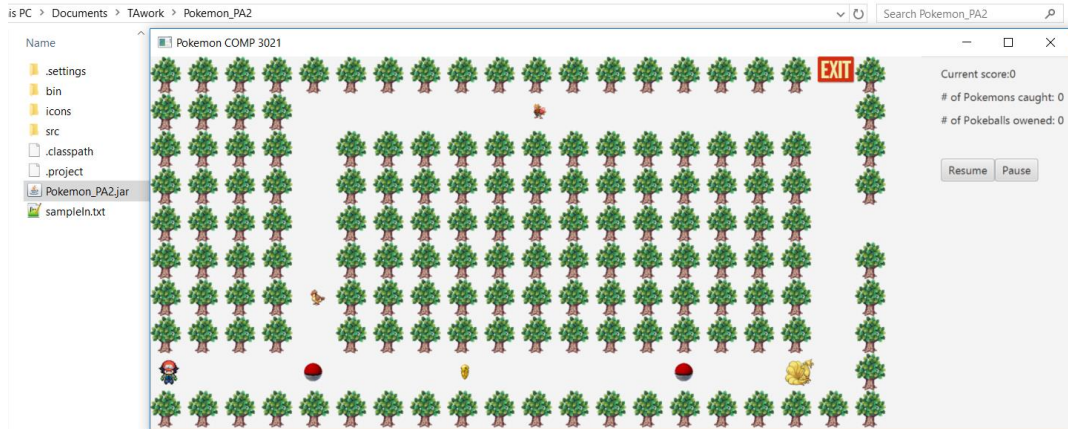 is PC > Documents > TAwork > Pokemon_PA2
Search Pokemon_PA2
Name
.settings
bin
icons
src
.classpath
.project
Pokemon_PA2.jar
sampleIn.txt
Pokemon COMP 3021
EXIT
Current score:0
# of Pokemons caught: 0
# of Pokeballs owened: 0
Resume
Pause